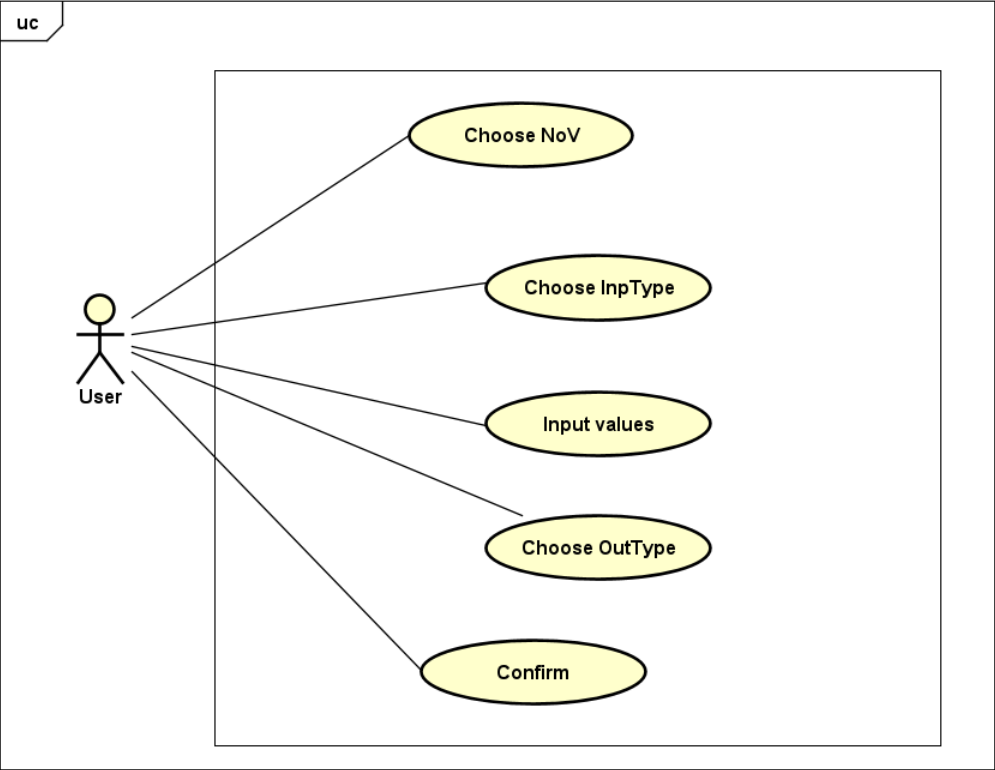 uc
Choose NoV
Choose InpType
User
Input values
Choose OutType
Confirm